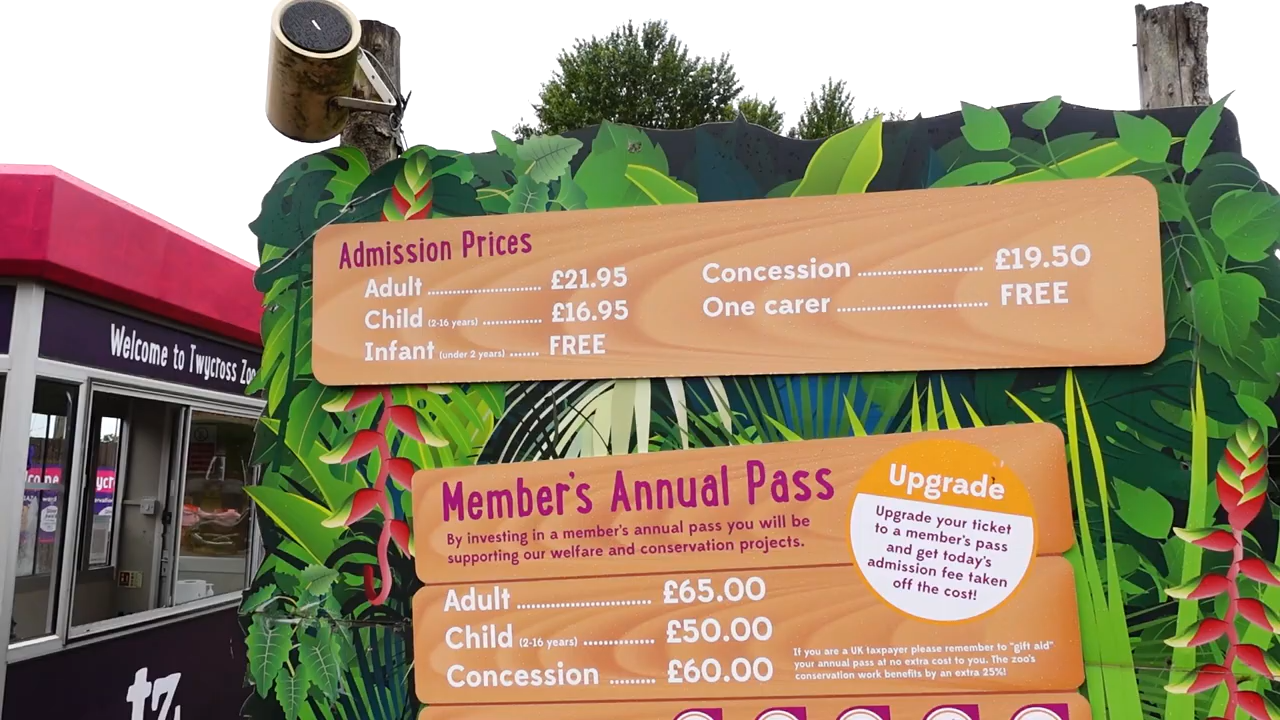 Admission Prices
Adult ........................ £21.95
Child (2-16 years) ............ £16.95
Infant (under 2 years) ...... FREE
Concession ........................ £19.50
One carer ............................ FREE
Welcome to Twycross Zoo
Member's Annual Pass
By investing in a member's annual pass you will be
supporting our welfare and conservation projects.
Upgrade
Upgrade your ticket
to a member's pass
and get today's
admission fee taken
off the cost!
Adult ........................ £65.00
Child (2-16 years) ............ £50.00
Concession ........ £60.00
If you are a UK taxpayer please remember to "gift aid"
your annual pass at no extra cost to you. The zoo's
conservation work benefits by an extra 25%!
tz